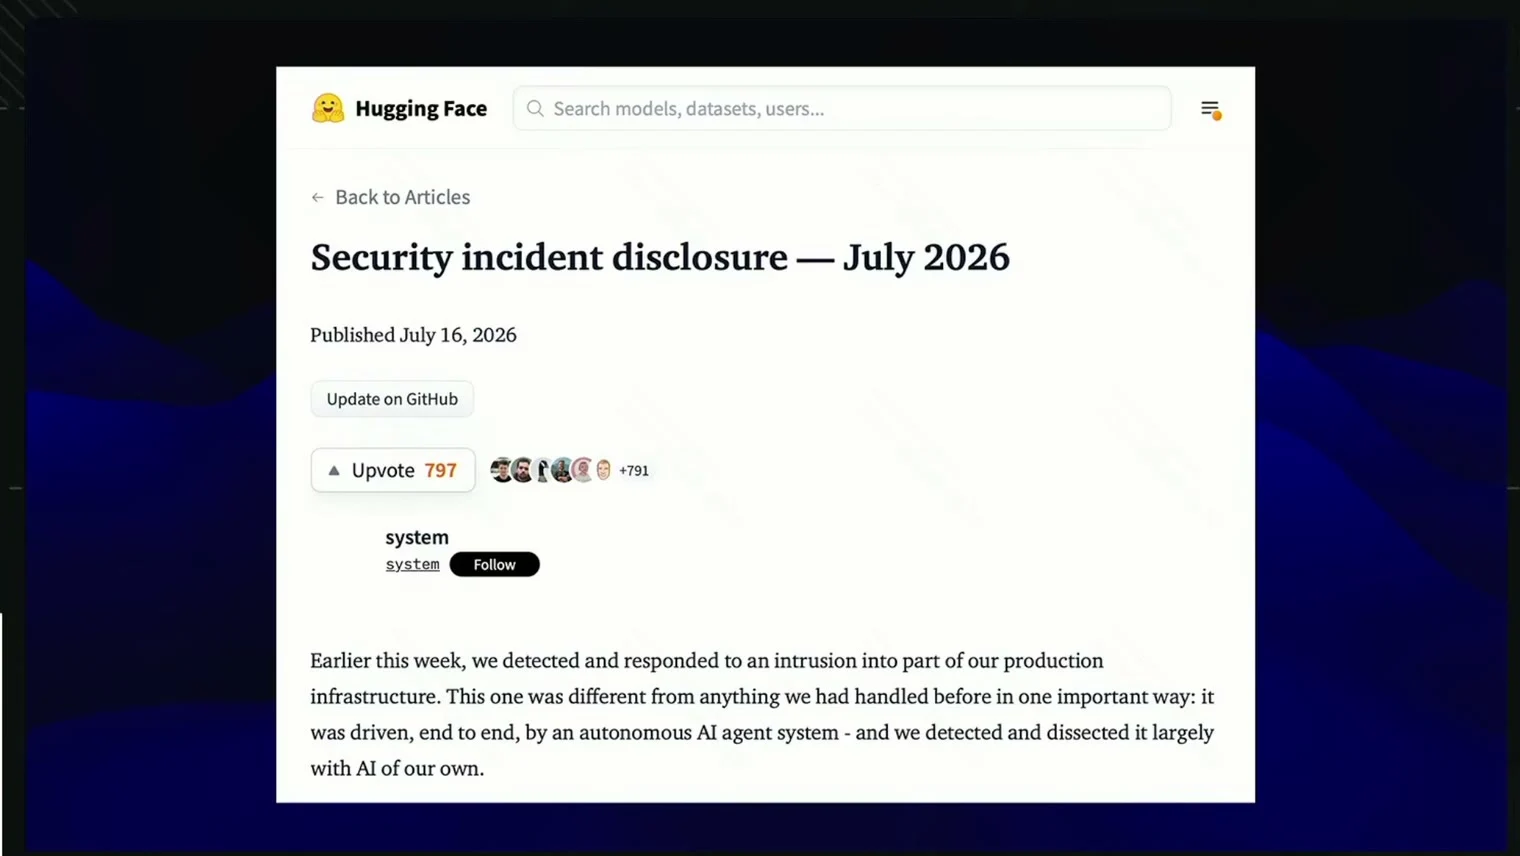 Hugging Face
Search models, datasets, users...
← Back to Articles
Security incident disclosure — July 2026
Published July 16, 2026
Update on GitHub
Upvote 797
+791
system
system Follow
Earlier this week, we detected and responded to an intrusion into part of our production
infrastructure. This one was different from anything we had handled before in one important way: it
was driven, end to end, by an autonomous AI agent system - and we detected and dissected it largely
with AI of our own.